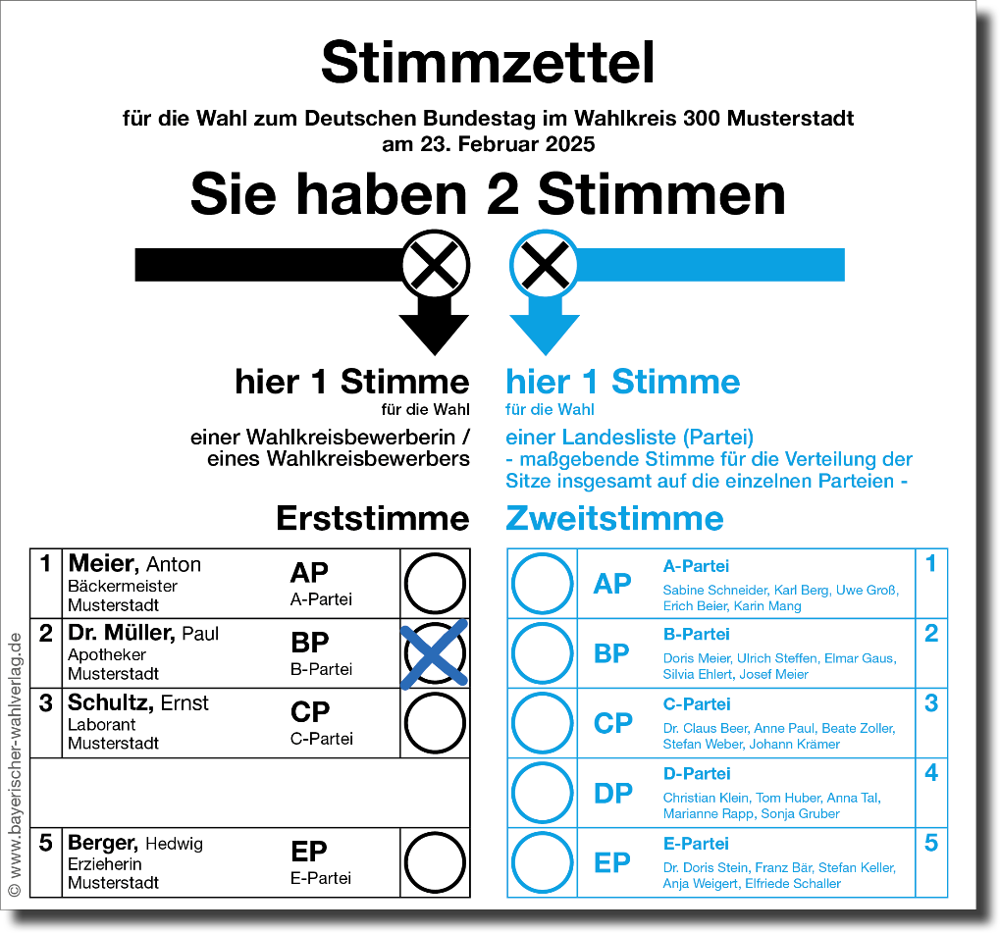 Stimmzettel
für die Wahl zum Deutschen Bundestag im Wahlkreis 300 Musterstadt
am 23. Februar 2025
Sie haben 2 Stimmen
hier 1 Stimme
für die Wahl
einer Wahlkreisbewerberin /
eines Wahlkreisbewerbers
Erststimme
hier 1 Stimme
für die Wahl
einer Landesliste (Partei)
- maßgebende Stimme für die Verteilung der
Sitze insgesamt auf die einzelnen Parteien -
Zweitstimme
1 Meier, Anton AP
Bäckermeister A-Partei
Musterstadt
2 Dr. Müller, Paul BP
Apotheker B-Partei
Musterstadt
3 Schultz, Ernst CP
Laborant C-Partei
Musterstadt
5 Berger, Hedwig EP
Erzieherin E-Partei
Musterstadt
AP A-Partei 1
Sabine Schneider, Karl Berg, Uwe Groß,
Erich Beier, Karin Mang
BP B-Partei 2
Doris Meier, Ulrich Steffen, Elmar Gaus,
Silvia Ehlert, Josef Meier
CP C-Partei 3
Dr. Claus Beer, Anne Paul, Beate Zoller,
Stefan Weber, Johann Krämer
DP D-Partei 4
Christian Klein, Tom Huber, Anna Tal,
Marianne Rapp, Sonja Gruber
EP E-Partei 5
Dr. Doris Stein, Franz Bär, Stefan Keller,
Anja Weigert, Elfriede Schaller
© www.bayerischer-wahlverlag.de